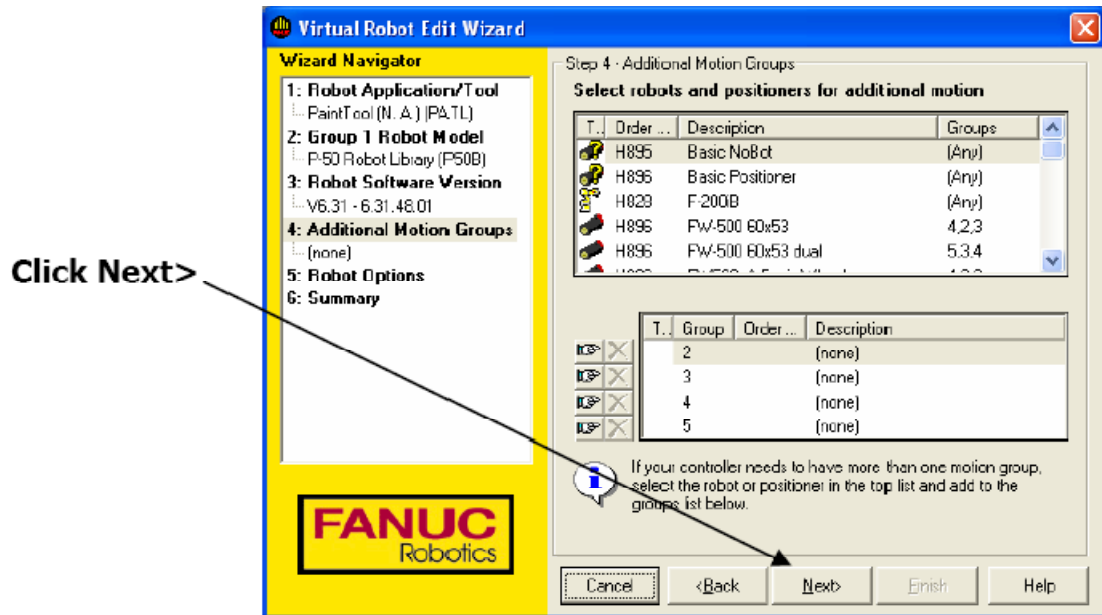 Virtual Robot Edit Wizard
Wizard Navigator
1: Robot Application/Tool
PaintTool (N. A.) (PATL)
2: Group 1 Robot Model
P-50 Robot Library (P50B)
3: Robot Software Version
V6.31 - 6.31.48.01
4: Additional Motion Groups
(none)
5: Robot Options
6: Summary
Click Next>
FANUC
Robotics
Step 4 - Additional Motion Groups
Select robots and positioners for additional motion
T.. Order ... Description Groups
H895 Basic NoBot (Any)
H896 Basic Positioner (Any)
H828 F-200iB (Any)
H896 FW-500 60x53 4,2,3
H896 FW-500 60x53 dual 5,3,4
T.. Group Order ... Description
2 (none)
3 (none)
4 (none)
5 (none)
If your controller needs to have more than one motion group,
select the robot or positioner in the top list and add to the
groups list below.
Cancel <Back Next> Finish Help